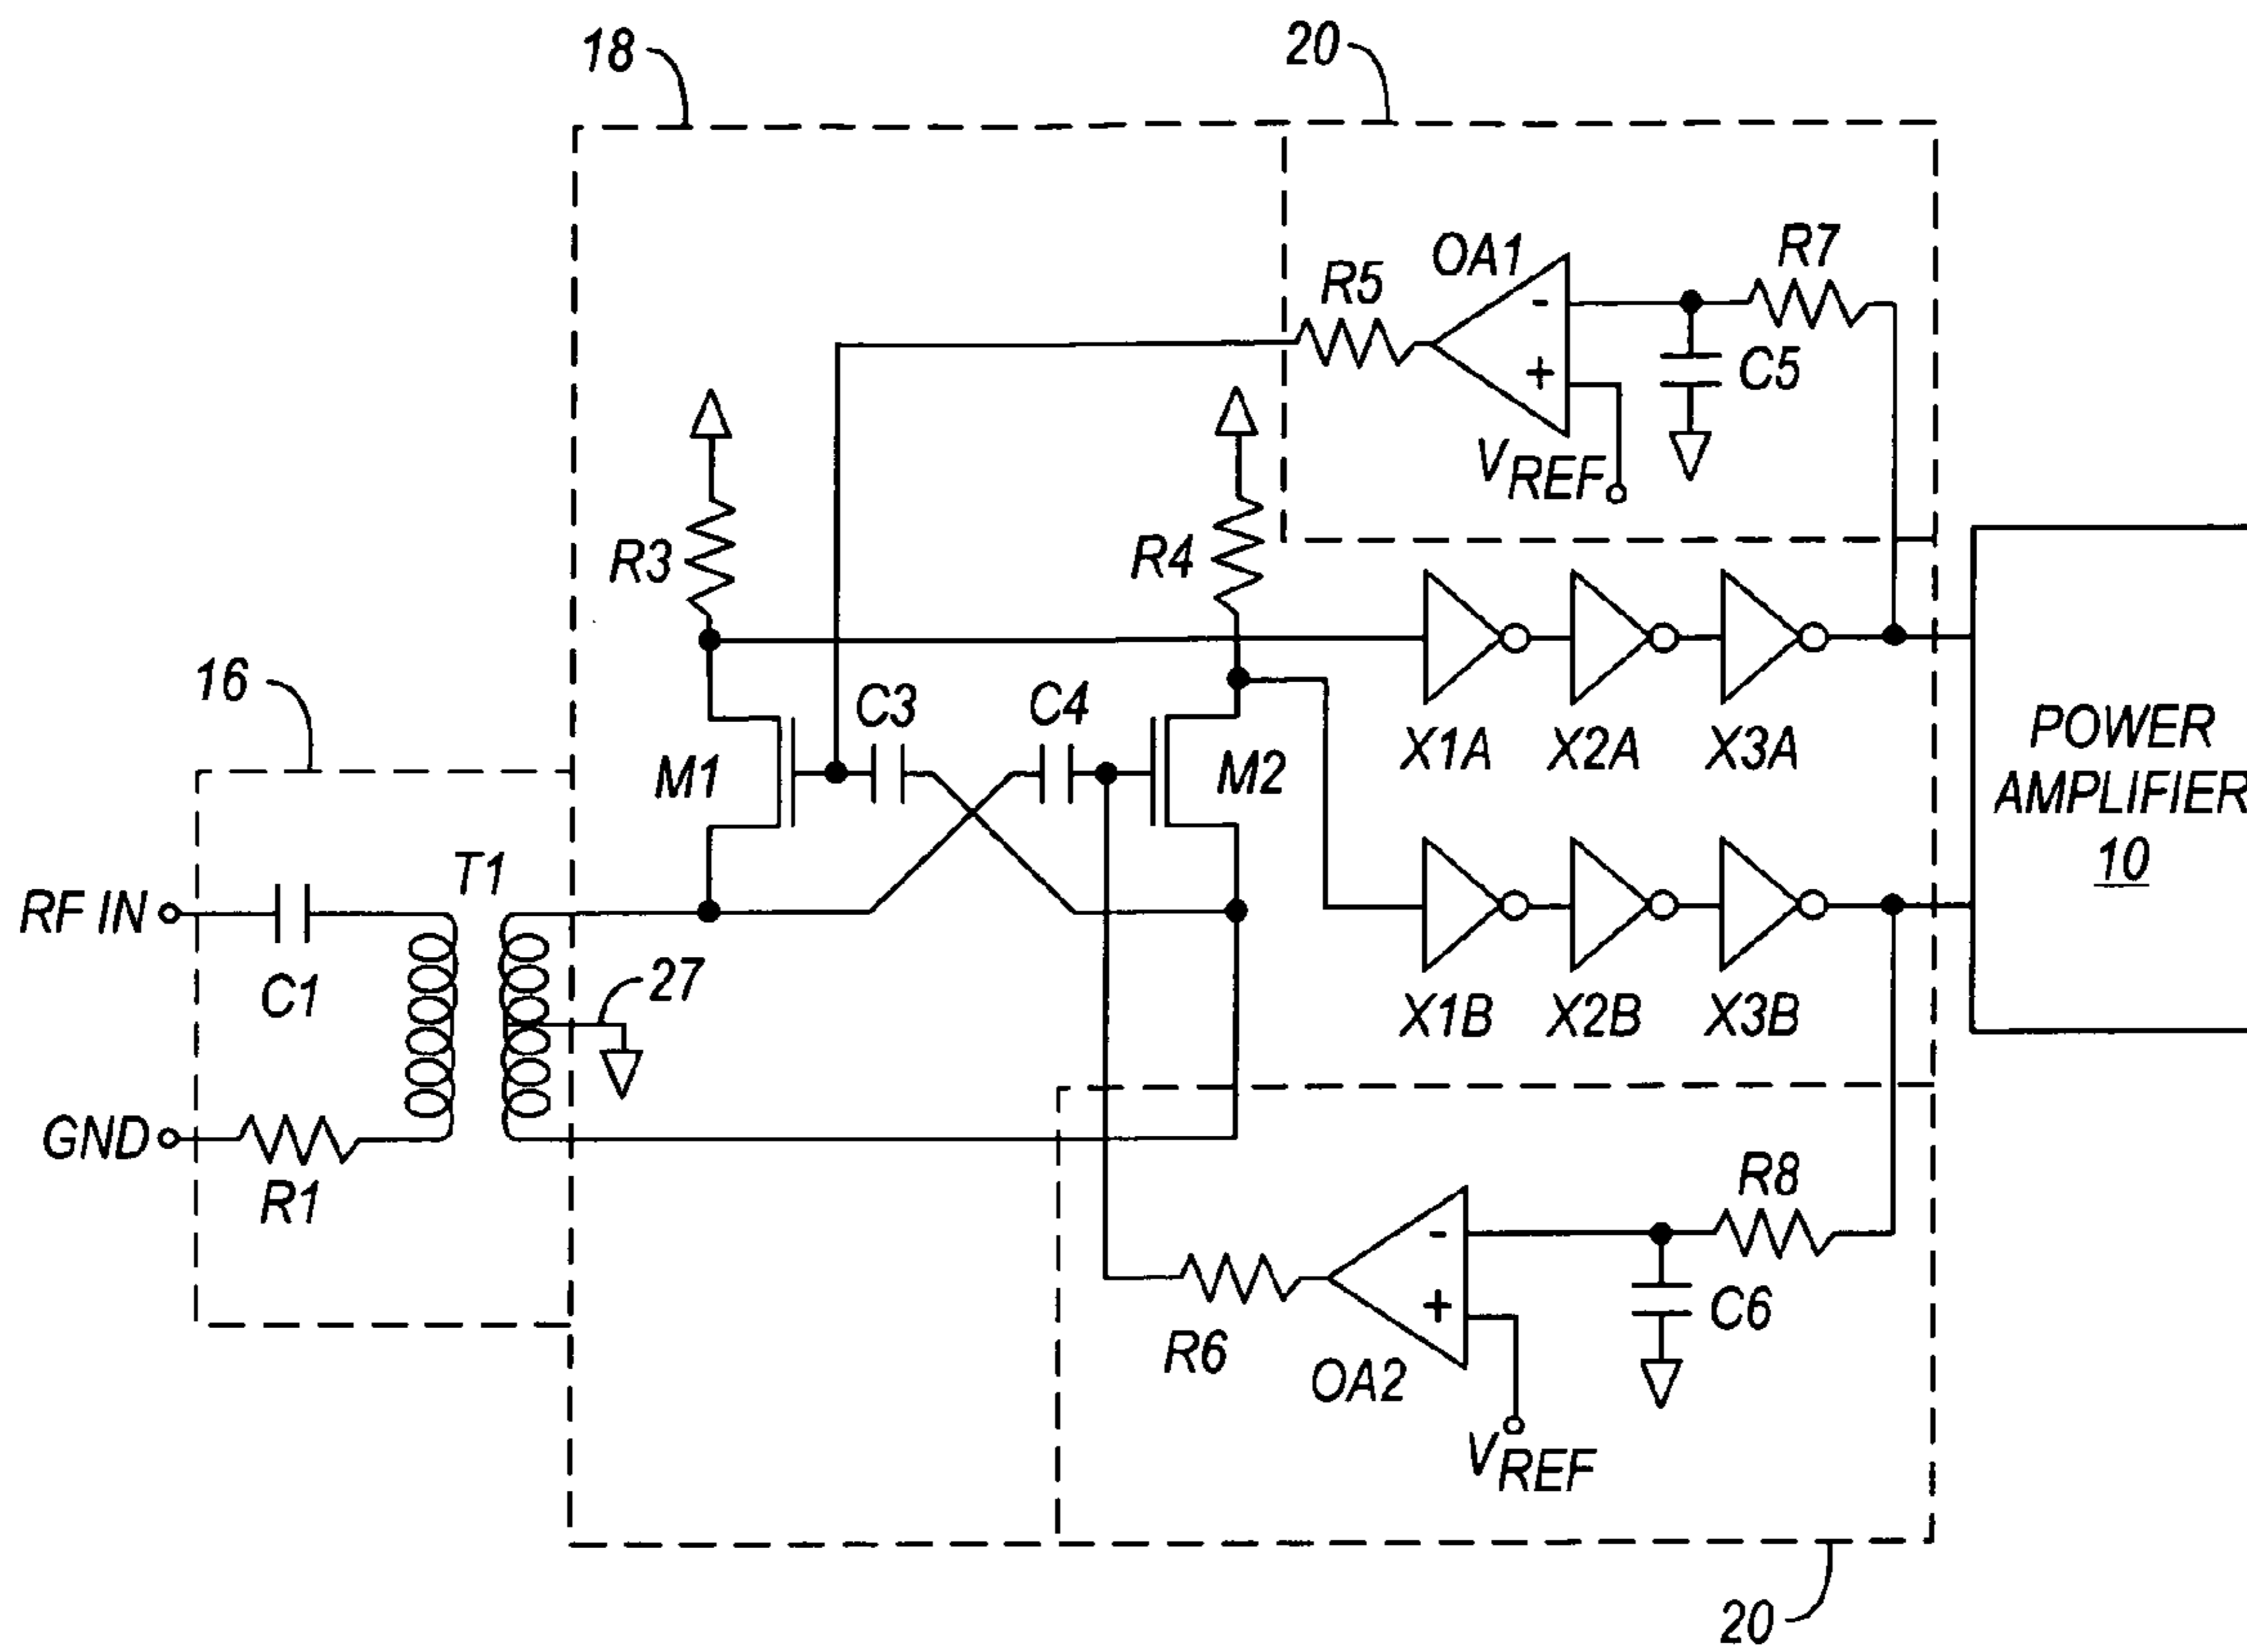 18
20
OA1
R7
R5
-
+
C5
VREF
R3
R4
16
C3
C4
M1
M2
X1A
X2A
X3A
POWER
AMPLIFIER
10
T1
RF IN
C1
27
X1B
X2B
X3B
GND
R1
R8
-
+
C6
R6
OA2
VREF
20